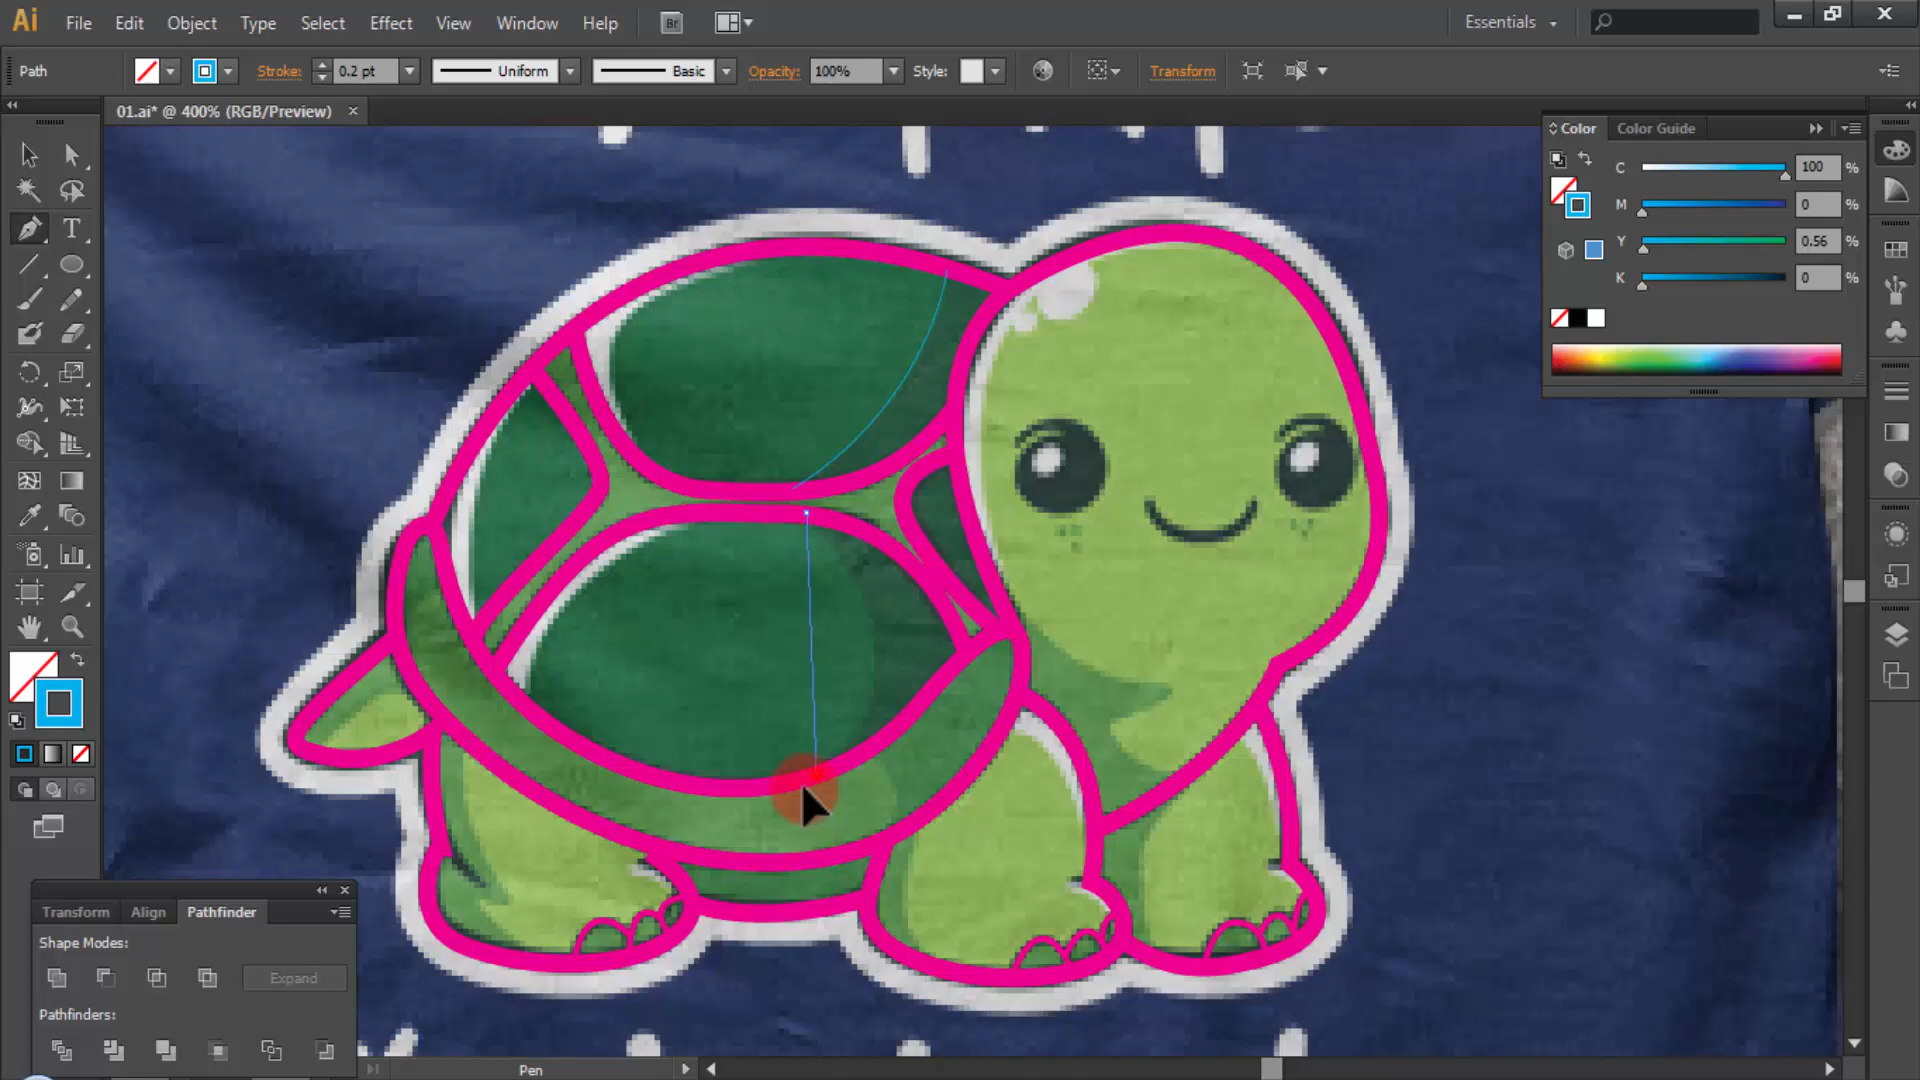 Ai File Edit Object Type Select Effect View Window Help Br Essentials
Path Stroke: 0.2 pt Uniform Basic Opacity: 100% Style: Transform
01.ai* @ 400% (RGB/Preview)
Color Color Guide
C 100 %
M 0 %
Y 0.56 %
K 0 %
T
Transform Align Pathfinder
Shape Modes:
Expand
Pathfinders:
Pen